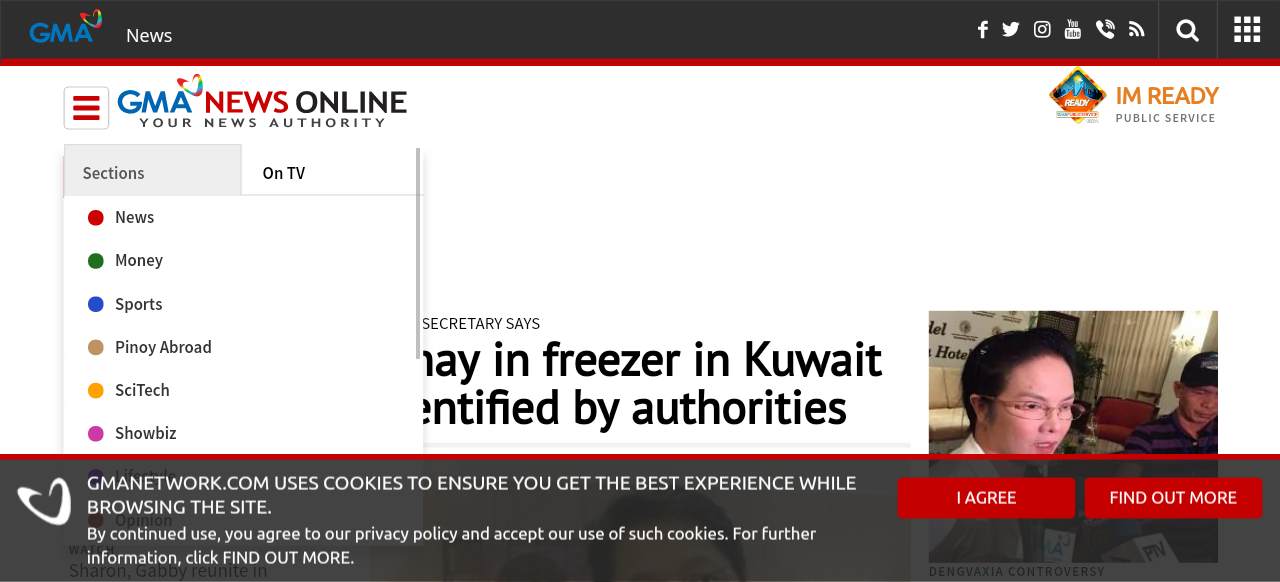 GMA News
GMA NEWS ONLINE
YOUR NEWS AUTHORITY
READY
IM READY
PUBLIC SERVICE
Sections
On TV
News
Money
Sports
Pinoy Abroad
SciTech
Showbiz
Lifestyle
Opinion
SECRETARY SAYS
in freezer in Kuwait
by authorities
GMANETWORK.COM USES COOKIES TO ENSURE YOU GET THE BEST EXPERIENCE WHILE
BROWSING THE SITE.
By continued use, you agree to our privacy policy and accept our use of such cookies. For further
information, click FIND OUT MORE.
I AGREE
FIND OUT MORE
WATCH
Sharon, Gabby reunite in
DENGVAXIA CONTROVERSY